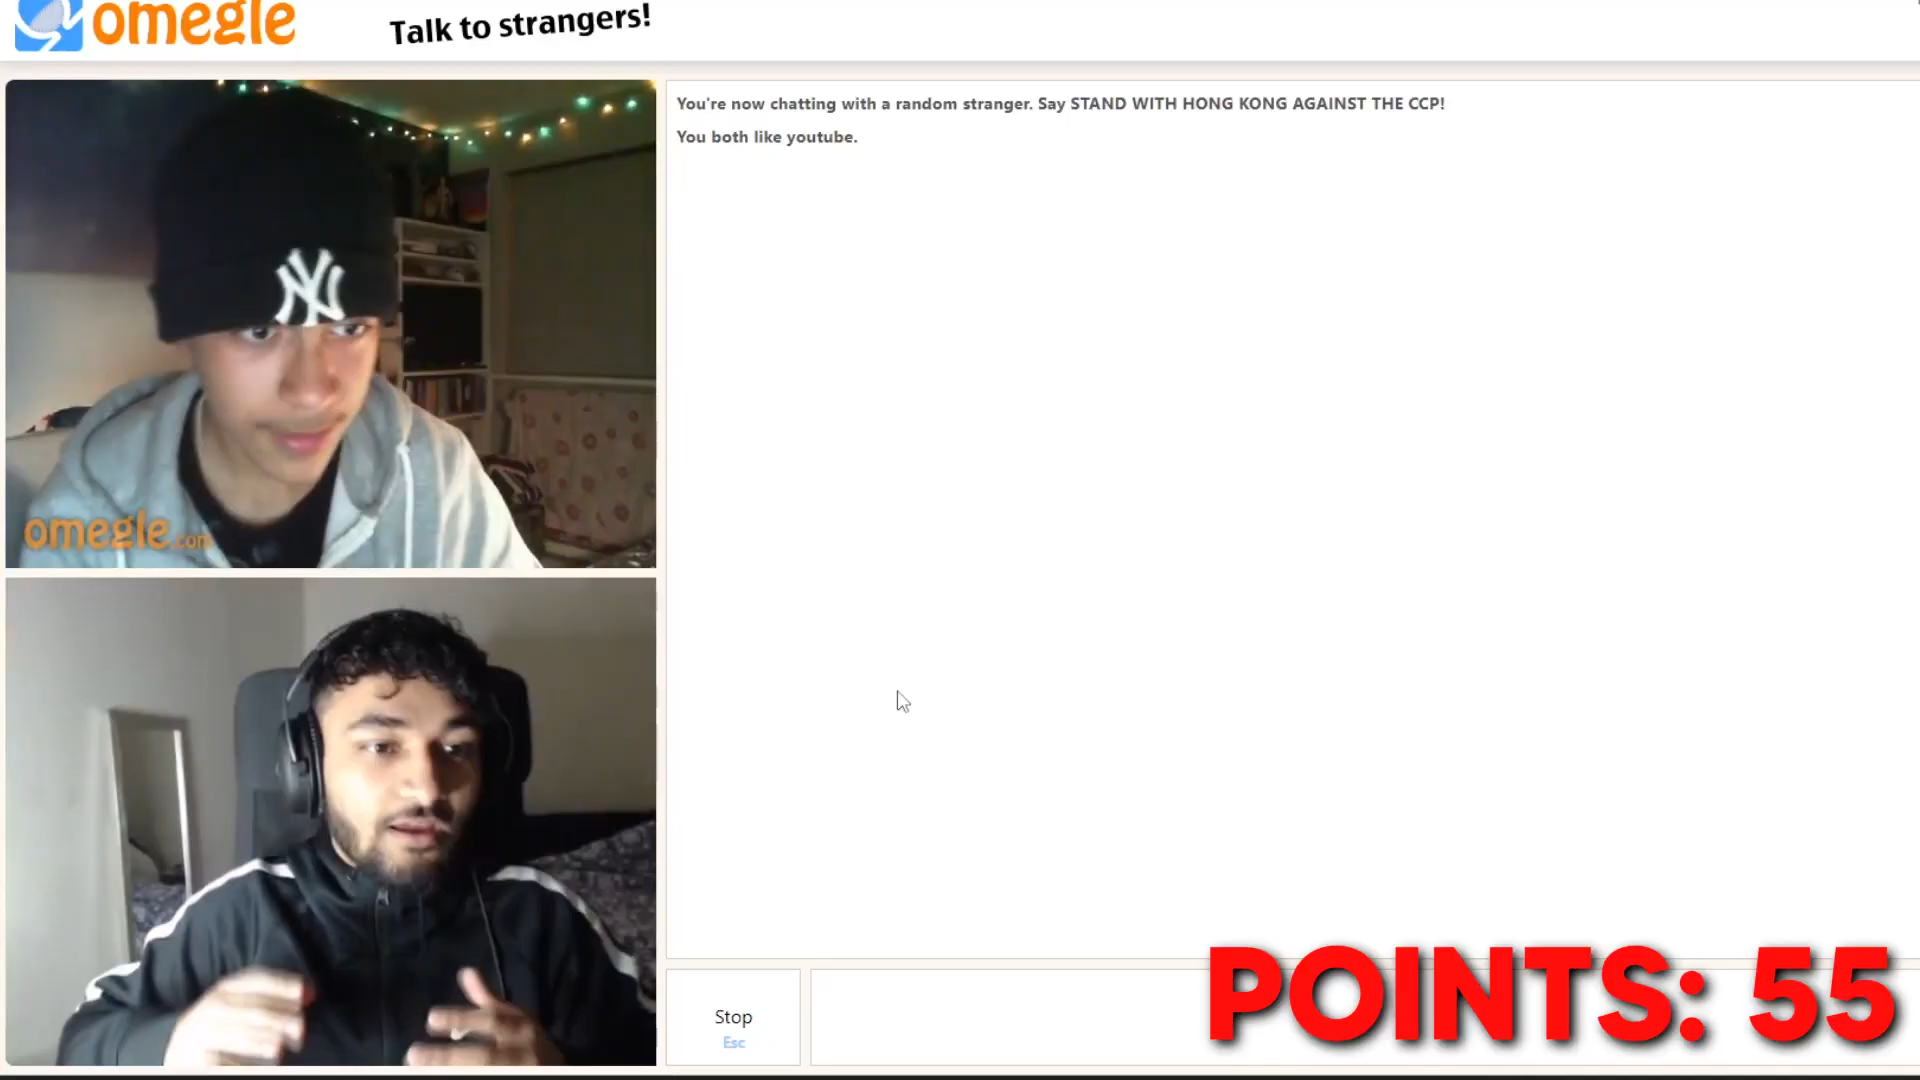 omegle
Talk to strangers!
You're now chatting with a random stranger. Say STAND WITH HONG KONG AGAINST THE CCP!
You both like youtube.
NY
omegle.com
Stop
Esc
POINTS: 55